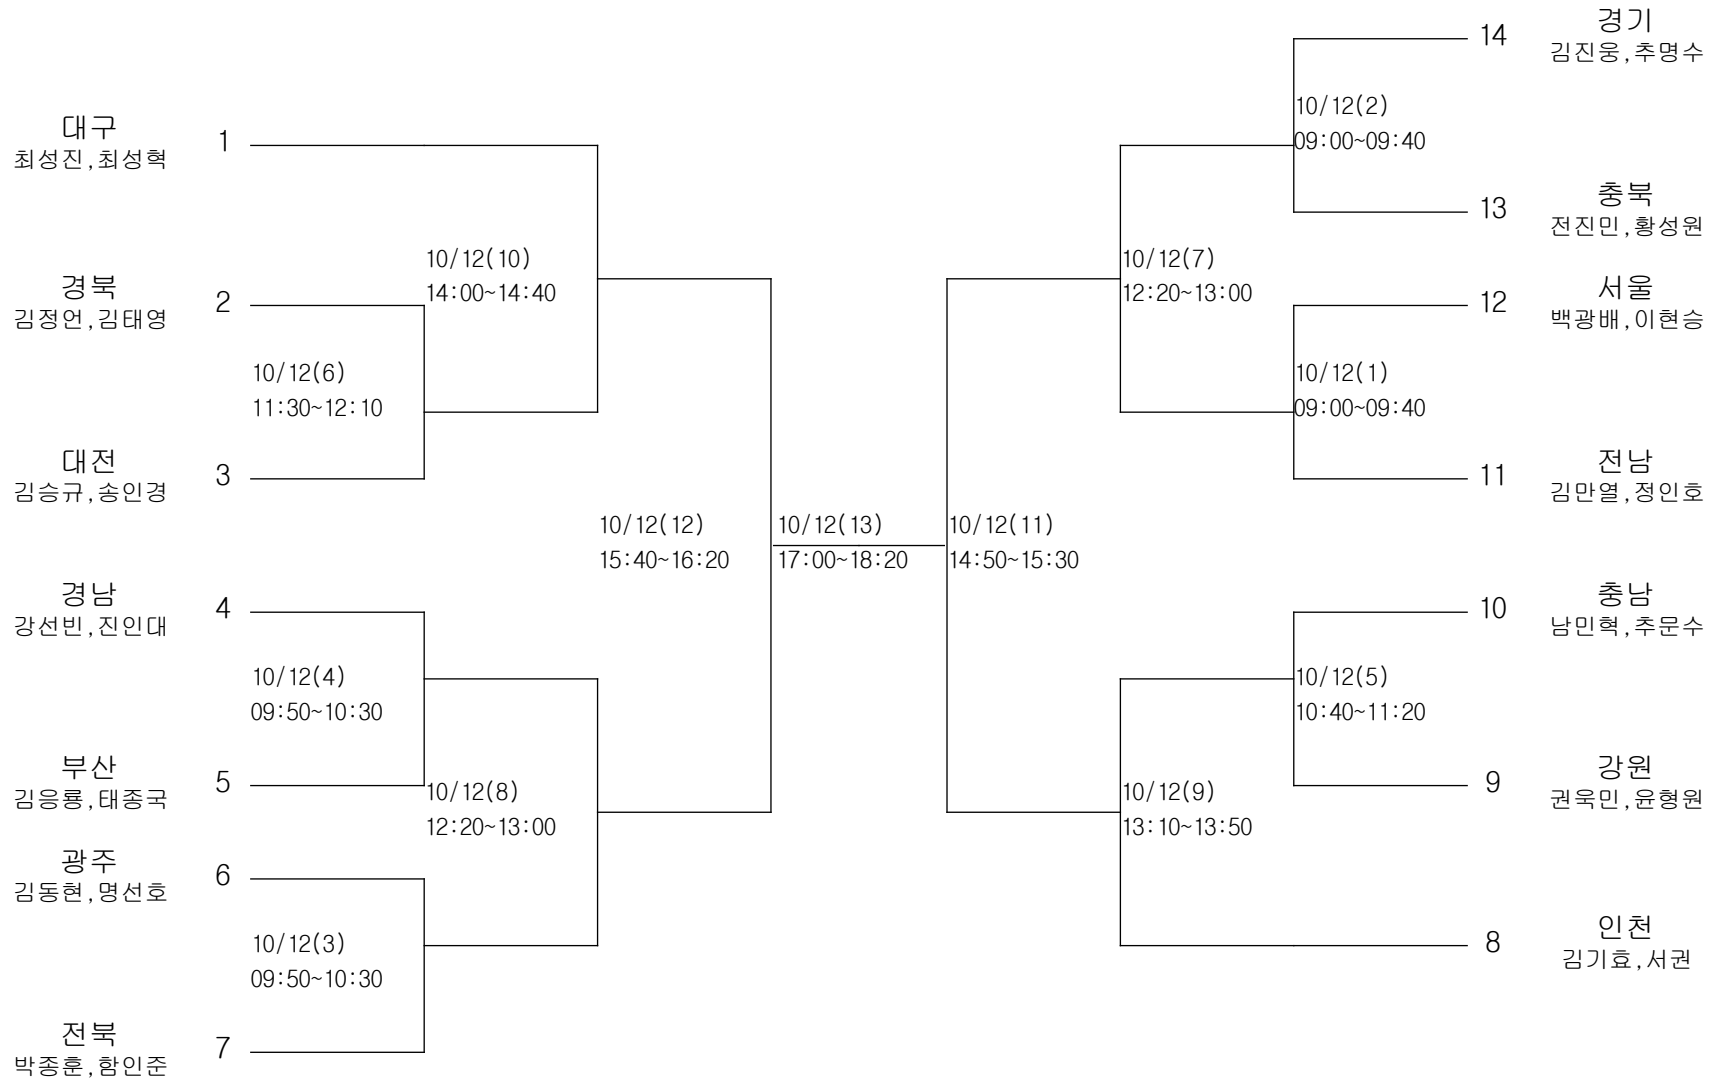 대구
최성진,최성혁
1
경북
김정언,김태영
2
10/12(6)
11:30~12:10
대전
김승규,송인경
3
10/12(10)
14:00~14:40
경남
강선빈,진인대
4
10/12(4)
09:50~10:30
부산
김응룡,태종국
5
10/12(8)
12:20~13:00
광주
김동현,명선호
6
10/12(3)
09:50~10:30
전북
박종훈,함인준
7
10/12(12)
15:40~16:20
10/12(13)
17:00~18:20
10/12(11)
14:50~15:30
14
경기
김진웅,추명수
10/12(2)
09:00~09:40
13
충북
전진민,황성원
10/12(7)
12:20~13:00
12
서울
백광배,이현승
10/12(1)
09:00~09:40
11
전남
김만열,정인호
10
충남
남민혁,추문수
10/12(5)
10:40~11:20
9
강원
권욱민,윤형원
10/12(9)
13:10~13:50
8
인천
김기효,서권